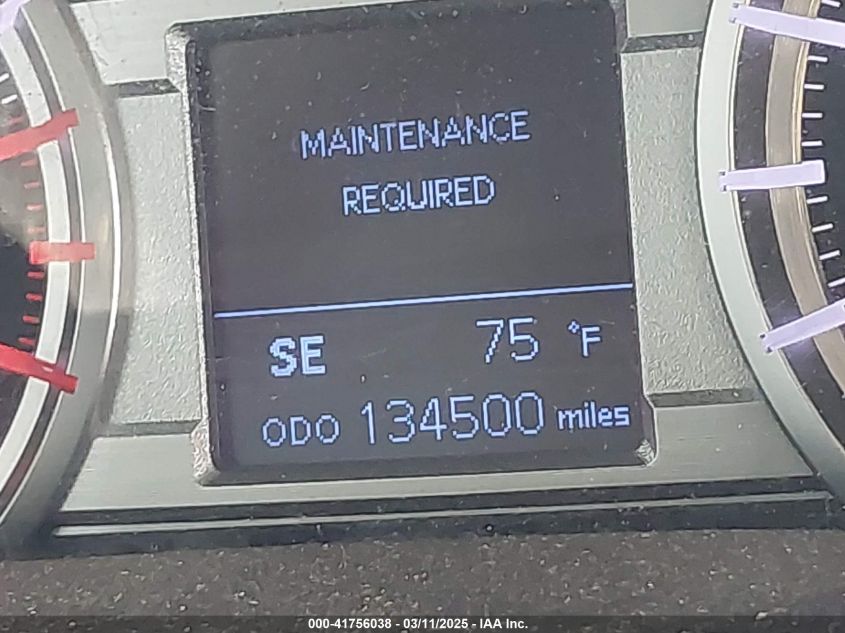 MAINTENANCE
REQUIRED
SE 75 °F
ODO 134500 miles
000-41756038 - 03/11/2025 - IAA Inc.